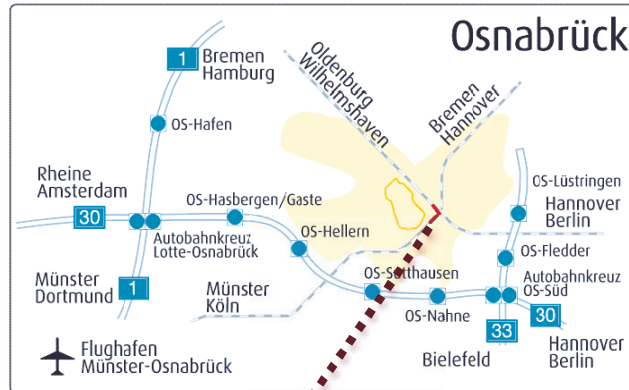 Osnabrück
1
Bremen
Hamburg
Oldenburg
Wilhelmshaven
Bremen
Hannover
OS-Hafen
Rheine
Amsterdam
30
OS-Hasbergen/Gaste
OS-Lüstringen
Hannover
Berlin
Autobahnkreuz
Lotte-Osnabrück
OS-Hellern
OS-Fledder
Münster
Dortmund
1
Münster
Köln
OS-Sutthausen
Autobahnkreuz
OS-Süd
OS-Nahne
30
33
Flughafen
Münster-Osnabrück
Bielefeld
Hannover
Berlin